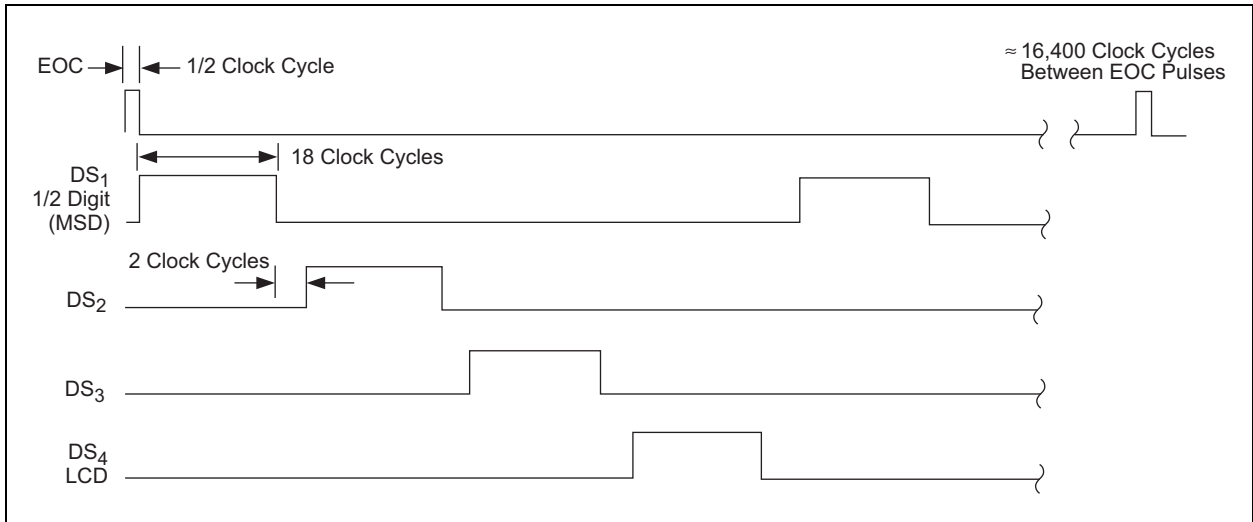 EOC
1/2 Clock Cycle
≈ 16,400 Clock Cycles
Between EOC Pulses
18 Clock Cycles
DS1
1/2 Digit
(MSD)
2 Clock Cycles
DS2
DS3
DS4
LCD